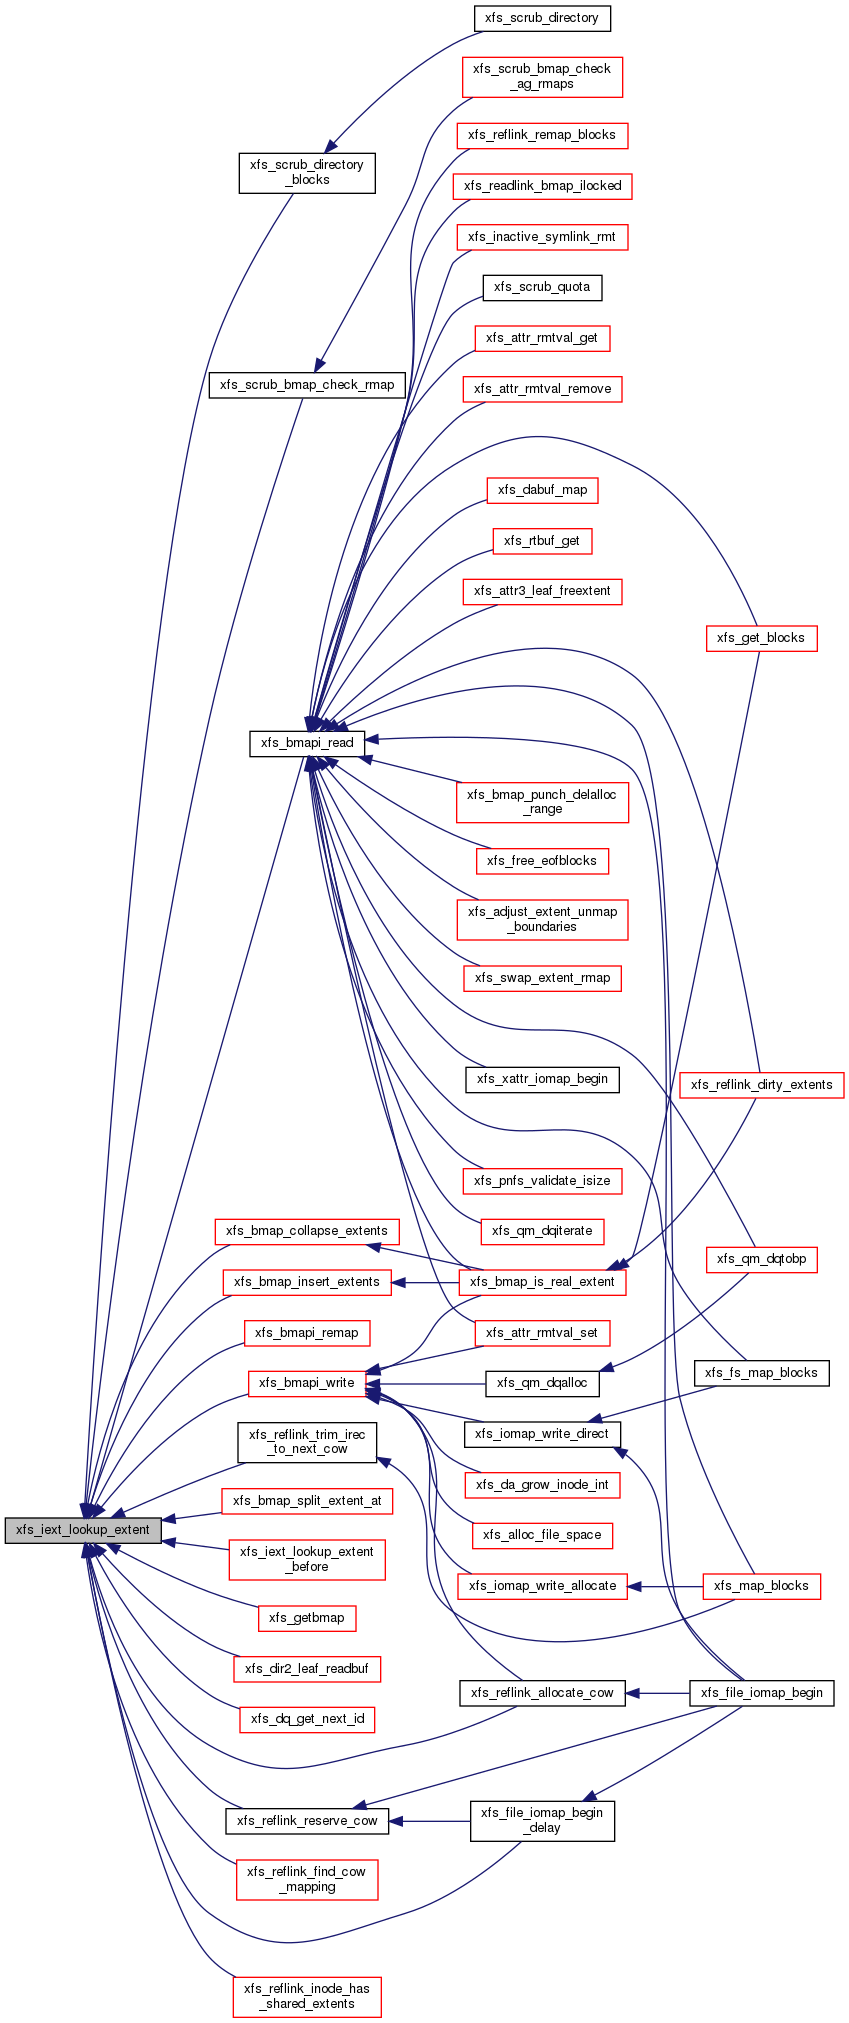 xfs_scrub_directory
xfs_scrub_bmap_check
_ag_rmaps
xfs_reflink_remap_blocks
xfs_scrub_directory
_blocks
xfs_readlink_bmap_ilocked
xfs_inactive_symlink_rmt
xfs_scrub_quota
xfs_attr_rmtval_get
xfs_scrub_bmap_check_rmap
xfs_attr_rmtval_remove
xfs_dabuf_map
xfs_rtbuf_get
xfs_attr3_leaf_freextent
xfs_get_blocks
xfs_bmapi_read
xfs_bmap_punch_delalloc
_range
xfs_free_eofblocks
xfs_adjust_extent_unmap
_boundaries
xfs_swap_extent_rmap
xfs_xattr_iomap_begin
xfs_reflink_dirty_extents
xfs_pnfs_validate_isize
xfs_bmap_collapse_extents
xfs_qm_dqiterate
xfs_qm_dqtobp
xfs_bmap_insert_extents
xfs_bmap_is_real_extent
xfs_bmapi_remap
xfs_attr_rmtval_set
xfs_fs_map_blocks
xfs_bmapi_write
xfs_qm_dqalloc
xfs_reflink_trim_irec
_to_next_cow
xfs_iomap_write_direct
xfs_da_grow_inode_int
xfs_bmap_split_extent_at
xfs_iext_lookup_extent
xfs_alloc_file_space
xfs_iext_lookup_extent
_before
xfs_iomap_write_allocate
xfs_map_blocks
xfs_getbmap
xfs_dir2_leaf_readbuf
xfs_reflink_allocate_cow
xfs_file_iomap_begin
xfs_dq_get_next_id
xfs_reflink_reserve_cow
xfs_file_iomap_begin
_delay
xfs_reflink_find_cow
_mapping
xfs_reflink_inode_has
_shared_extents